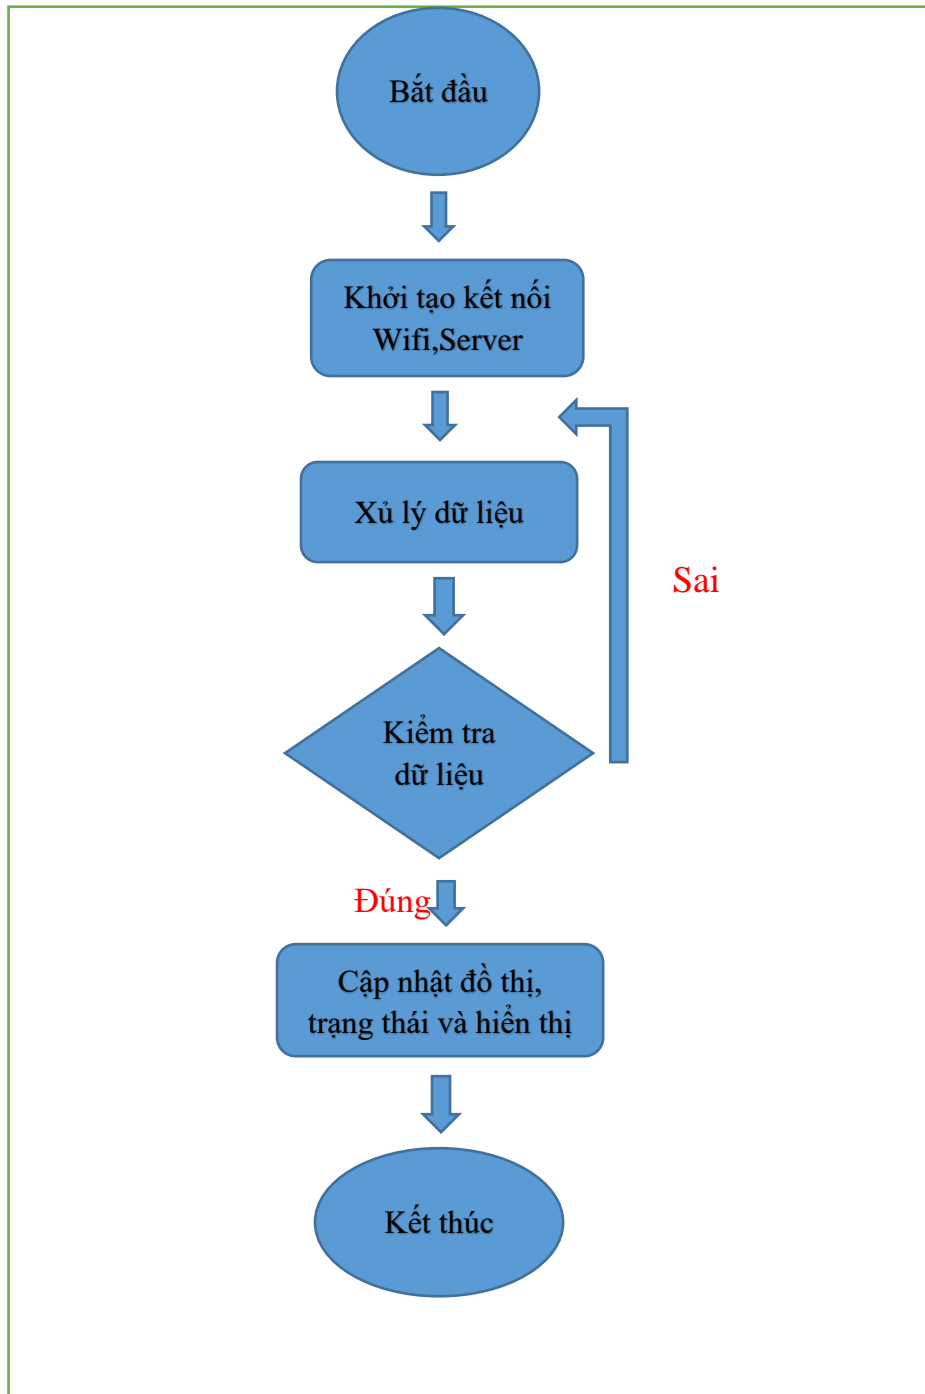 Bắt đầu
Khởi tạo kết nối
Wifi,Server
Xủ lý dữ liệu
Sai
Kiểm tra
dữ liệu
Đúng
Cập nhật đồ thị,
trạng thái và hiển thị
Kết thúc